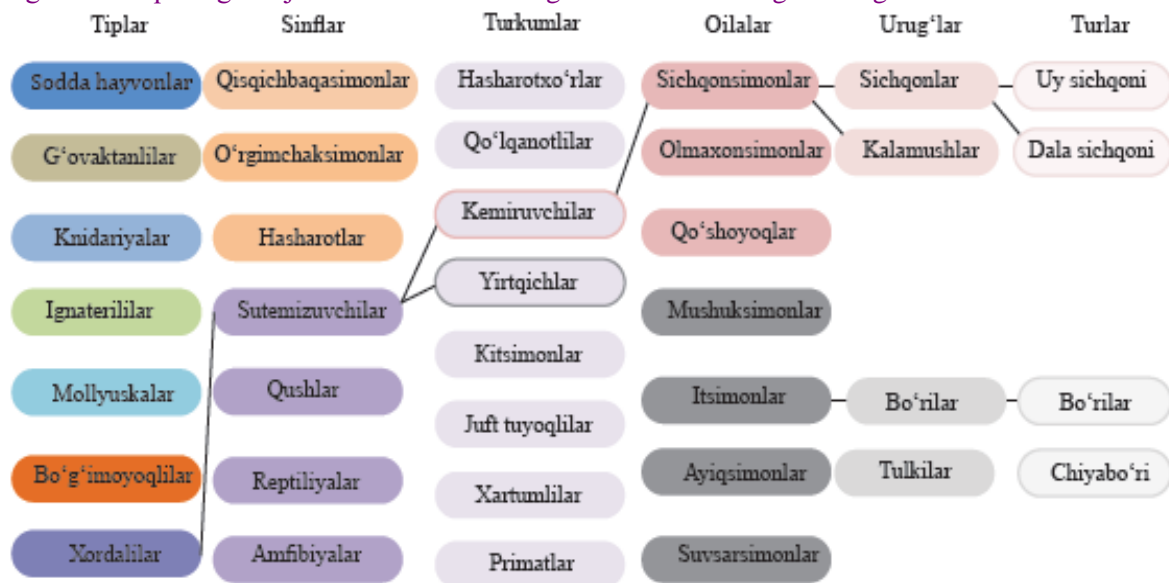 Tiplar
Sodda hayvonlar
G‘ovaktanlilar
Knidariyalar
Ignaterililar
Mollyuskalar
Bo‘g‘imoyoqlilar
Xordalilar
Sinflar
Qisqichbaqasimonlar
O‘rgimchaksimonlar
Hasharotlar
Sutemizuvchilar
Qushlar
Reptiliyalar
Amfibiyalar
Turkumlar
Hasharotxo‘rlar
Qo‘lqanotlilar
Kemiruvchilar
Yirtqichlar
Kitsimonlar
Juft tuyoqlilar
Xartumlilar
Primatlar
Oilalar
Sichqonsimonlar
Olmaxonsimonlar
Qo‘shoyoqlar
Mushuksimonlar
Itsimonlar
Ayiqsimonlar
Suvsarsimonlar
Urug‘lar
Sichqonlar
Kalamushlar
Bo‘rilar
Tulkilar
Turlar
Uy sichqoni
Dala sichqoni
Bo‘rilar
Chiyabo‘ri